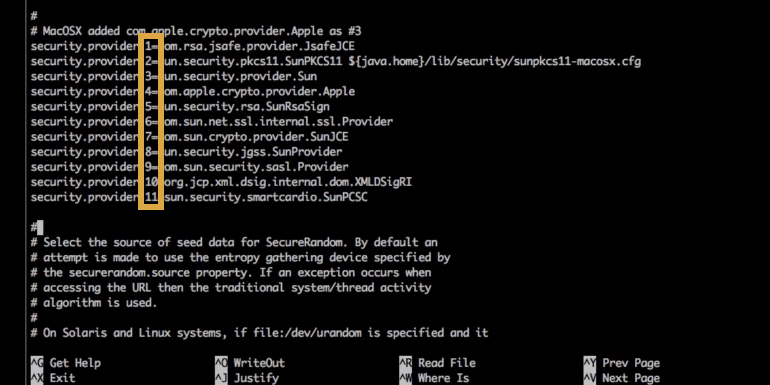 #
# MacOSX added com.apple.crypto.provider.Apple as #3
security.provider.1=com.rsa.jsafe.provider.JsafeJCE
security.provider.2=sun.security.pkcs11.SunPKCS11 ${java.home}/lib/security/sunpkcs11-macosx.cfg
security.provider.3=sun.security.provider.Sun
security.provider.4=com.apple.crypto.provider.Apple
security.provider.5=sun.security.rsa.SunRsaSign
security.provider.6=com.sun.net.ssl.internal.ssl.Provider
security.provider.7=com.sun.crypto.provider.SunJCE
security.provider.8=sun.security.jgss.SunProvider
security.provider.9=com.sun.security.sasl.Provider
security.provider.10=org.jcp.xml.dsig.internal.dom.XMLDSigRI
security.provider.11=sun.security.smartcardio.SunPCSC
#
# Select the source of seed data for SecureRandom. By default an
# attempt is made to use the entropy gathering device specified by
# the securerandom.source property. If an exception occurs when
# accessing the URL then the traditional system/thread activity
# algorithm is used.
#
# On Solaris and Linux systems, if file:/dev/urandom is specified and it
^G Get Help ^O WriteOut ^R Read File ^Y Prev Page
^X Exit ^J Justify ^W Where Is ^V Next Page